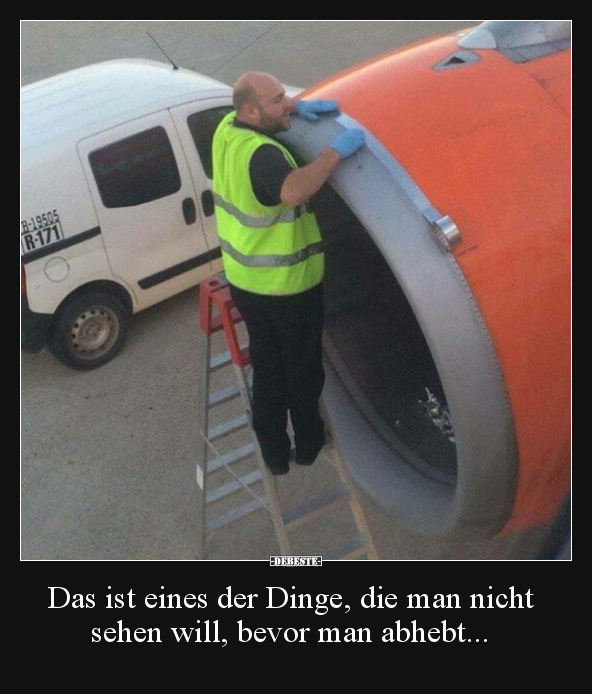 R-19505
R-171
DEBESTE
Das ist eines der Dinge, die man nicht
sehen will, bevor man abhebt...